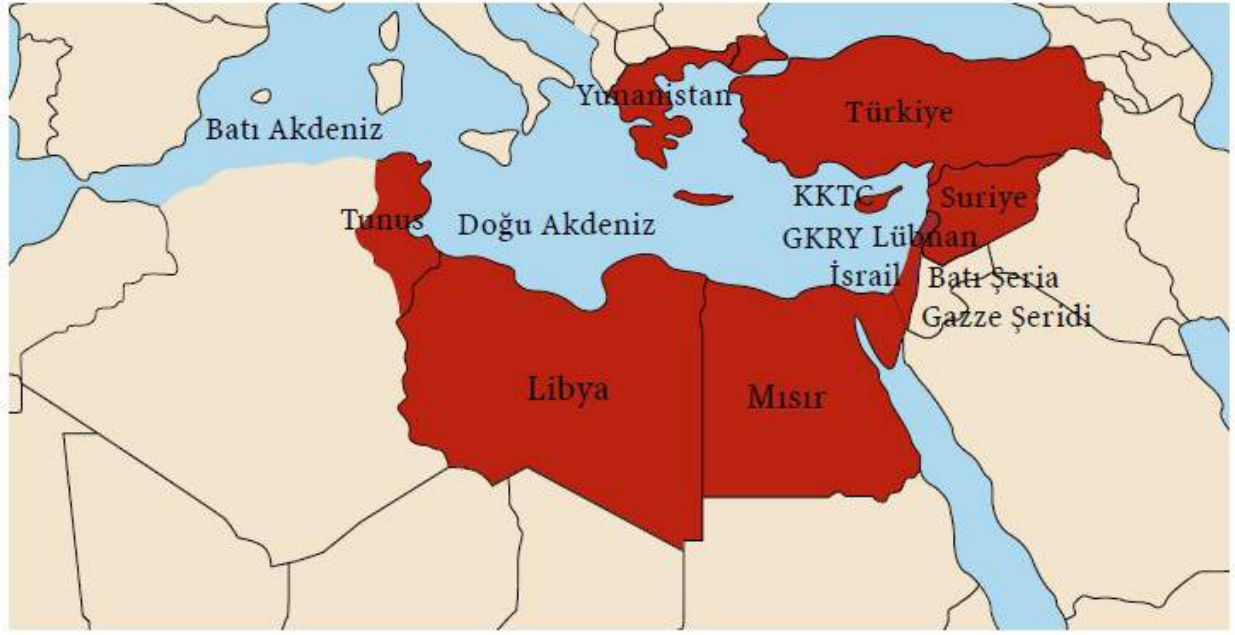 Yunanistan
Türkiye
Batı Akdeniz
KKTC
Suriye
Tunus
Doğu Akdeniz
GKRY
Lübnan
İsrail
Batı Şeria
Gazze Şeridi
Libya
Mısır